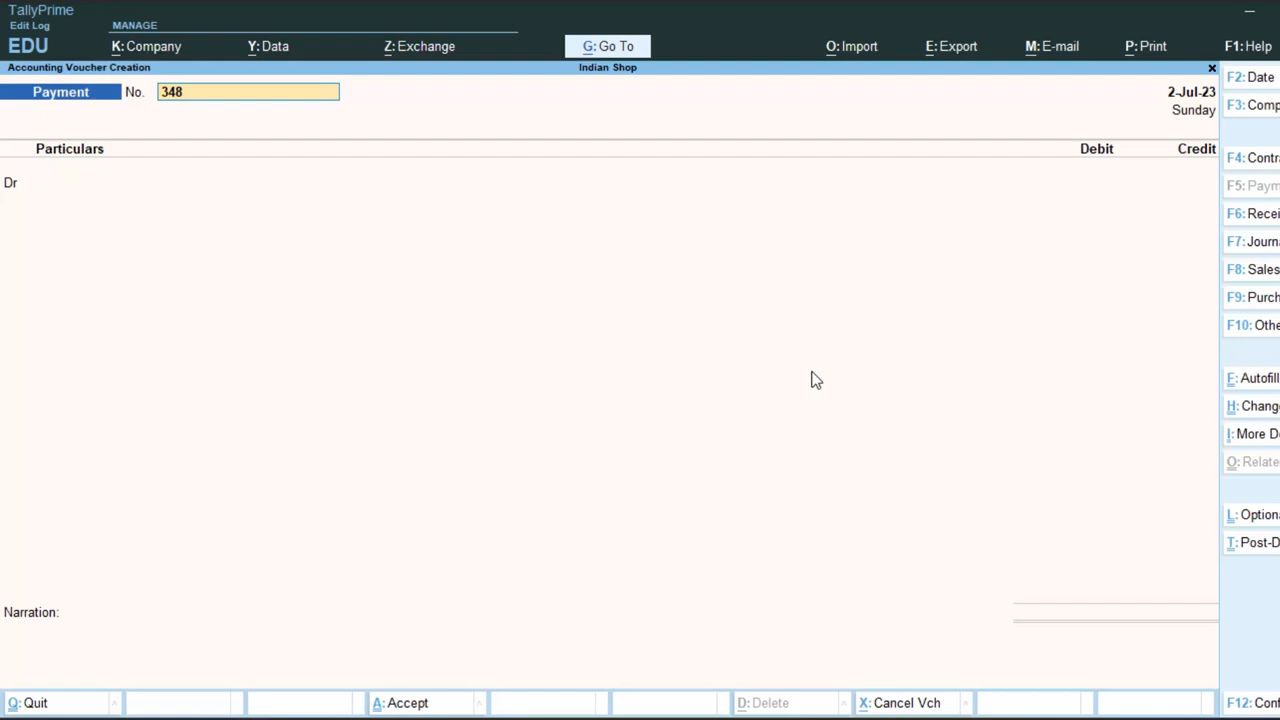 TallyPrime
Edit Log
MANAGE
EDU
K: Company
Y: Data
Z: Exchange
G: Go To
O: Import
E: Export
M: E-mail
P: Print
F1: Help
Accounting Voucher Creation
Indian Shop
Payment No. 348
2-Jul-23
Sunday
Particulars
Debit
Credit
Dr
Narration:
F2: Date
F3: Comp
F4: Contr
F5: Paym
F6: Recei
F7: Journ
F8: Sales
F9: Purch
F10: Othe
F: Autofill
H: Change
I: More D
O: Relate
L: Optiona
T: Post-D
Q: Quit
A: Accept
D: Delete
X: Cancel Vch
F12: Conf